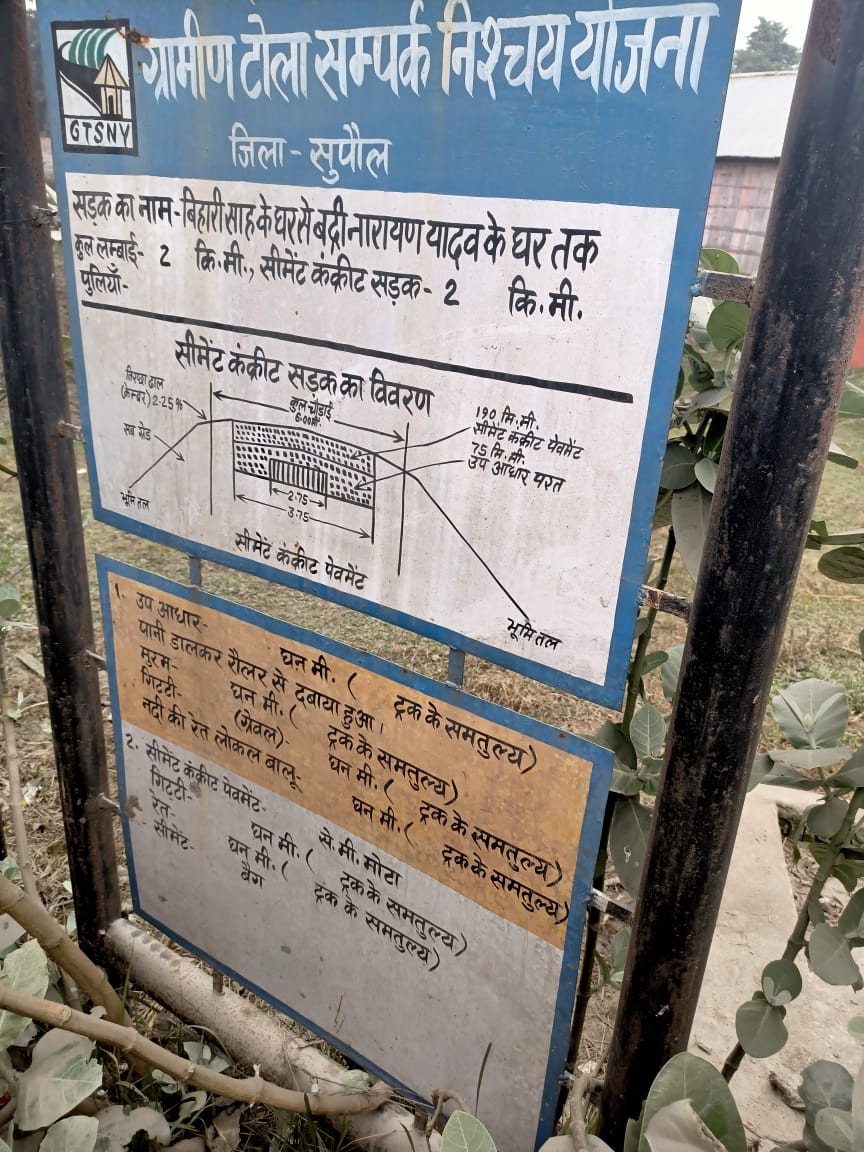 ग्रामीण टोला सम्पर्क निश्चय योजना
GTSNY
जिला - सुपौल
सड़क का नाम - बिहारी साह के घर से बद्री नारायण यादव के घर तक
कुल लम्बाई - 2 कि.मी., सीमेंट कंक्रीट सड़क - 2 कि.मी.
पुलियाँ -
सीमेंट कंक्रीट सड़क का विवरण
तिरछा ढाल
(केम्बर) 2.25%
कुल चौड़ाई
6.00मी.
190 मि.मी.
सीमेंट कंक्रीट पेवमेंट
75 मि.मी.
उप आधार परत
सब ग्रेड
2.75
3.75
भूमि तल
सीमेंट कंक्रीट पेवमेंट
भूमि तल
1. उप आधार - घन मी. ( ट्रक के समतुल्य)
पानी डालकर रौलर से दबाया हुआ।
मुरम - घन मी. ( ट्रक के समतुल्य)
गिट्टी - (ग्रेवल) - घन मी. ( ट्रक के समतुल्य)
नदी की रेत लोकल बालू - घन मी. ( ट्रक के समतुल्य)
2. सीमेंट कंक्रीट पेवमेंट - से.मी. मोटा
गिट्टी - घन मी. ( ट्रक के समतुल्य)
रेत - घन मी. ( ट्रक के समतुल्य)
सीमेंट - बैग